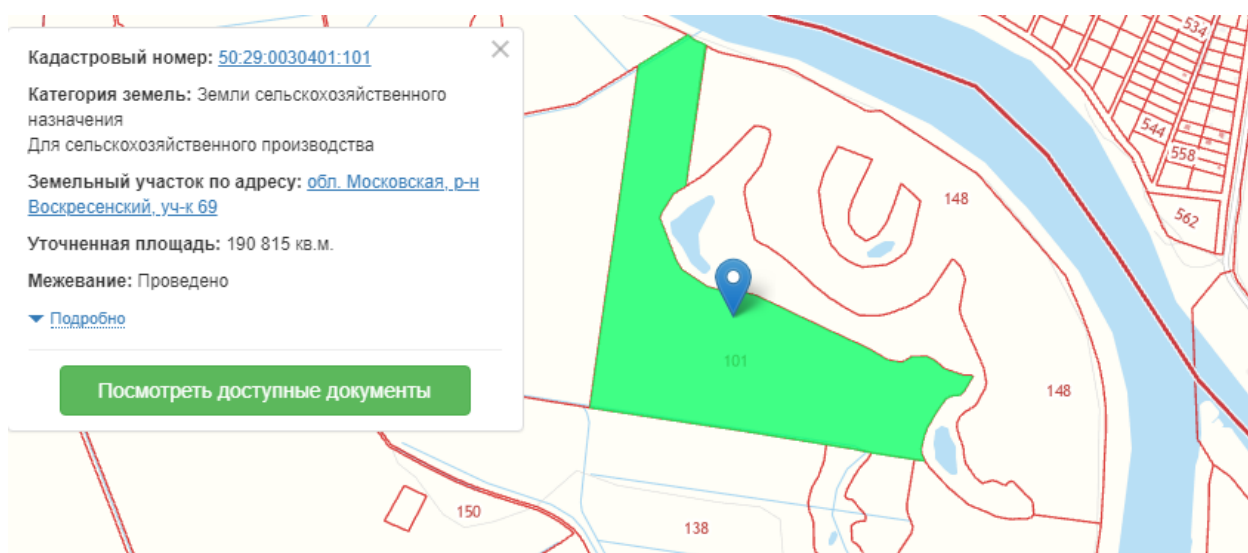 Кадастровый номер: 50:29:0030401:101
Категория земель: Земли сельскохозяйственного
назначения
Для сельскохозяйственного производства
Земельный участок по адресу: обл. Московская, р-н
Воскресенский, уч-к 69
Уточненная площадь: 190 815 кв.м.
Межевание: Проведено
Подробно
Посмотреть доступные документы
534
544
558
562
148
101
148
150
138